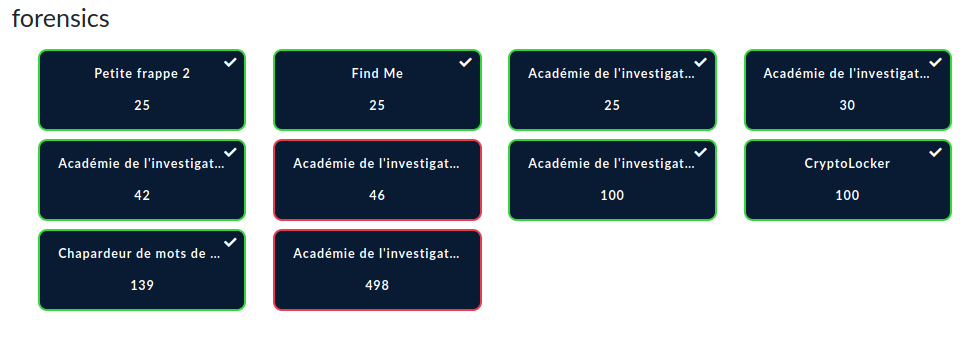 forensics
Petite frappe 2
25
Find Me
25
Académie de l'investigat...
25
Académie de l'investigat...
30
Académie de l'investigat...
42
Académie de l'investigat...
46
Académie de l'investigat...
100
CryptoLocker
100
Chapardeur de mots de ...
139
Académie de l'investigat...
498